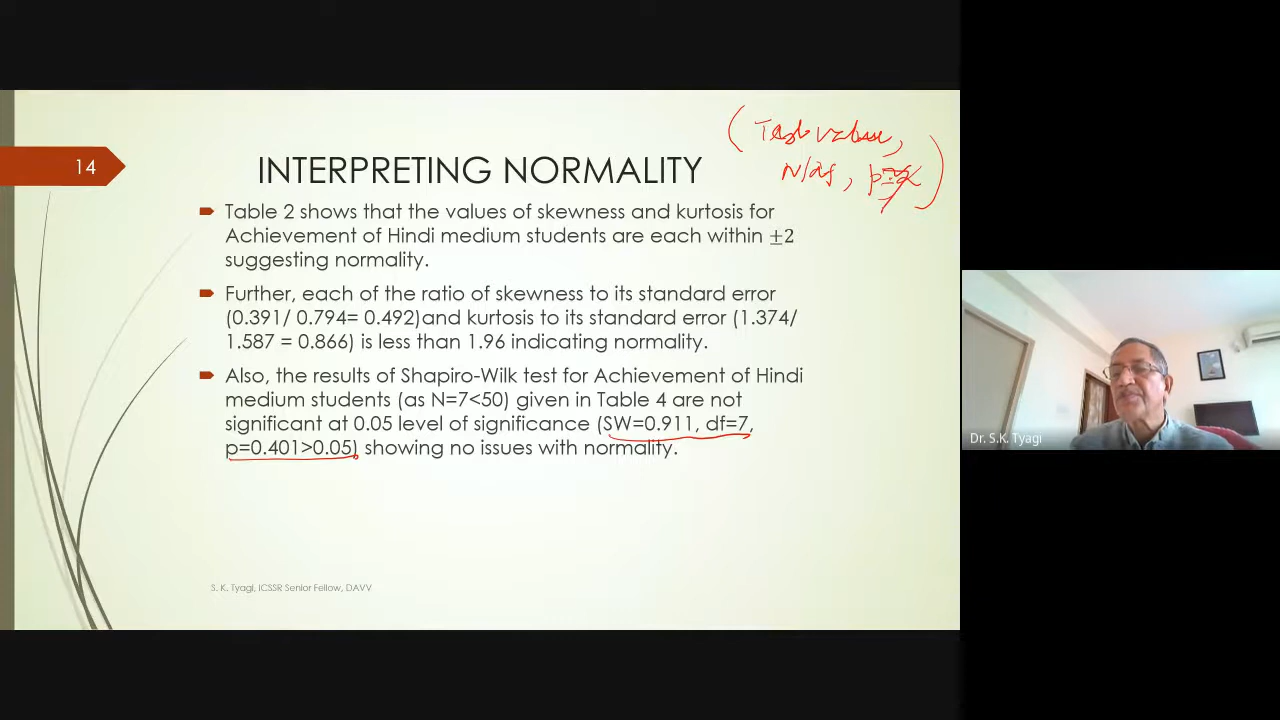 14
INTERPRETING NORMALITY
(Test value,
N/df, p
Table 2 shows that the values of skewness and kurtosis for
Achievement of Hindi medium students are each within ±2
suggesting normality.
Further, each of the ratio of skewness to its standard error
(0.391/ 0.794= 0.492)and kurtosis to its standard error (1.374/
1.587 = 0.866) is less than 1.96 indicating normality.
Also, the results of Shapiro-Wilk test for Achievement of Hindi
medium students (as N=7<50) given in Table 4 are not
significant at 0.05 level of significance (SW=0.911, df=7,
p=0.401>0.05) showing no issues with normality.
S. K. Tyagi, ICSSR Senior Fellow, DAVV
Dr. S.K. Tyagi